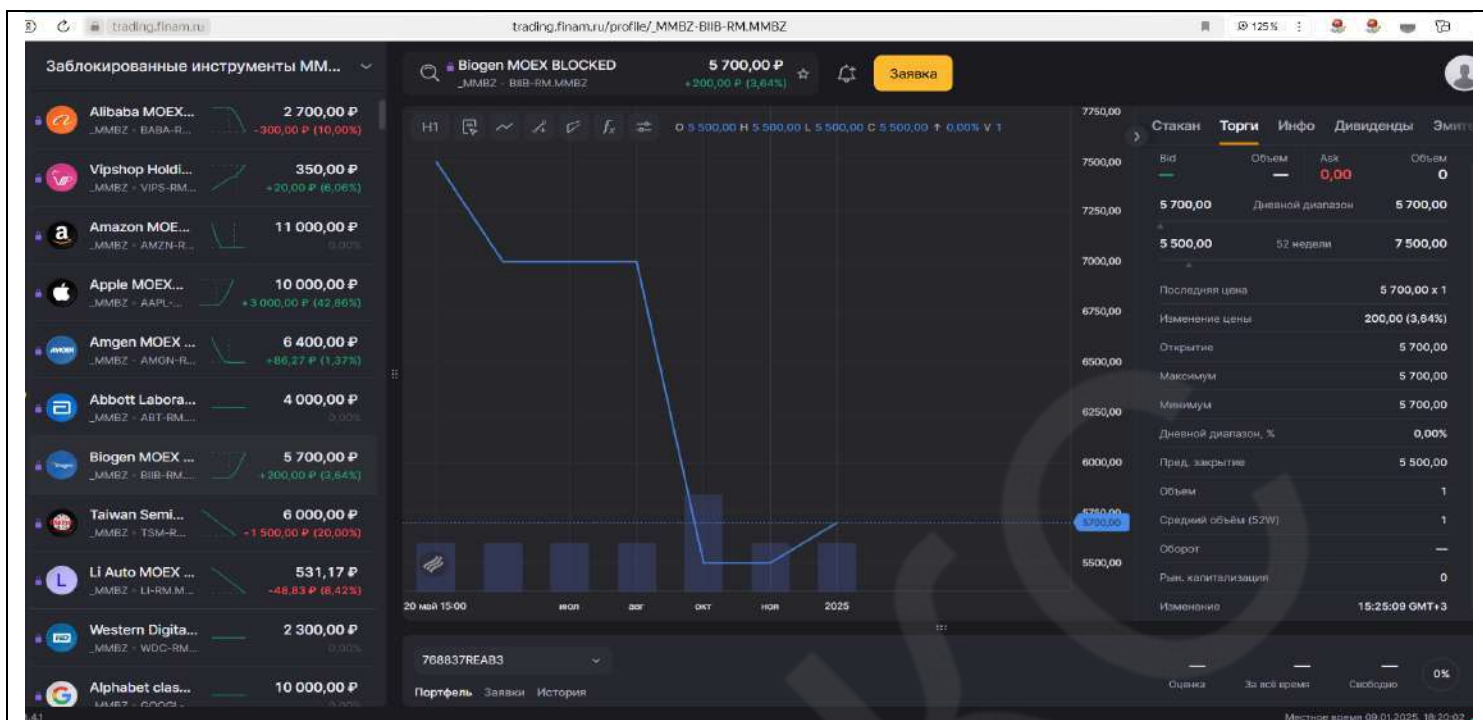 trading.finam.ru
trading.finam.ru/profile/_MMBZ-BIIB-RM.MMBZ
125 %
Заблокированные инструменты ММ...
Alibaba MOEX... 2 700,00 ₽
_MMBZ - BABA-R... -300,00 ₽ (10,00%)
Vipshop Holdi... 350,00 ₽
_MMBZ - VIPS-RM... +20,00 ₽ (6,06%)
Amazon MOE... 11 000,00 ₽
_MMBZ - AMZN-R... 0,00%
Apple MOEX... 10 000,00 ₽
_MMBZ - AAPL-... +3 000,00 ₽ (42,86%)
Amgen MOEX ... 6 400,00 ₽
_MMBZ - AMGN-R... +86,27 ₽ (1,37%)
Abbott Labora... 4 000,00 ₽
_MMBZ - ABT-RM.... 0,00%
Biogen MOEX ... 5 700,00 ₽
_MMBZ - BIIB-RM.... +200,00 ₽ (3,64%)
Taiwan Semi... 6 000,00 ₽
_MMBZ - TSM-R... -1 500,00 ₽ (20,00%)
Li Auto MOEX ... 531,17 ₽
_MMBZ - LI-RM.M... -48,83 ₽ (8,42%)
Western Digita... 2 300,00 ₽
_MMBZ - WDC-RM... 0,00%
Alphabet clas... 10 000,00 ₽
_MMBZ - GOOGL-...
Biogen MOEX BLOCKED 5 700,00 ₽
_MMBZ - BIIB-RM.MMBZ +200,00 ₽ (3,64%)
Заявка
H1 fx O 5 500,00 H 5 500,00 L 5 500,00 C 5 500,00 ↑ 0,00% V 1
7750,00
7500,00
7250,00
7000,00
6750,00
6500,00
6250,00
6000,00
5750,00
5700,00
5500,00
20 май 15:00 июл авг окт ноя 2025
768837REAB3
Портфель Заявки История
Стакан Торги Инфо Дивиденды Эмите
Bid Объем Ask Объем
— — 0,00 0
5 700,00 Дневной диапазон 5 700,00
5 500,00 52 недели 7 500,00
Последняя цена 5 700,00 x 1
Изменение цены 200,00 (3,64%)
Открытие 5 700,00
Максимум 5 700,00
Минимум 5 700,00
Дневной диапазон, % 0,00%
Пред. закрытие 5 500,00
Объем 1
Средний объём (52W) 1
Оборот —
Рын. капитализация 0
Изменение 15:25:09 GMT+3
— — — 0%
Оценка За всё время Свободно
4.1 Местное время 09.01.2025, 18:20:02